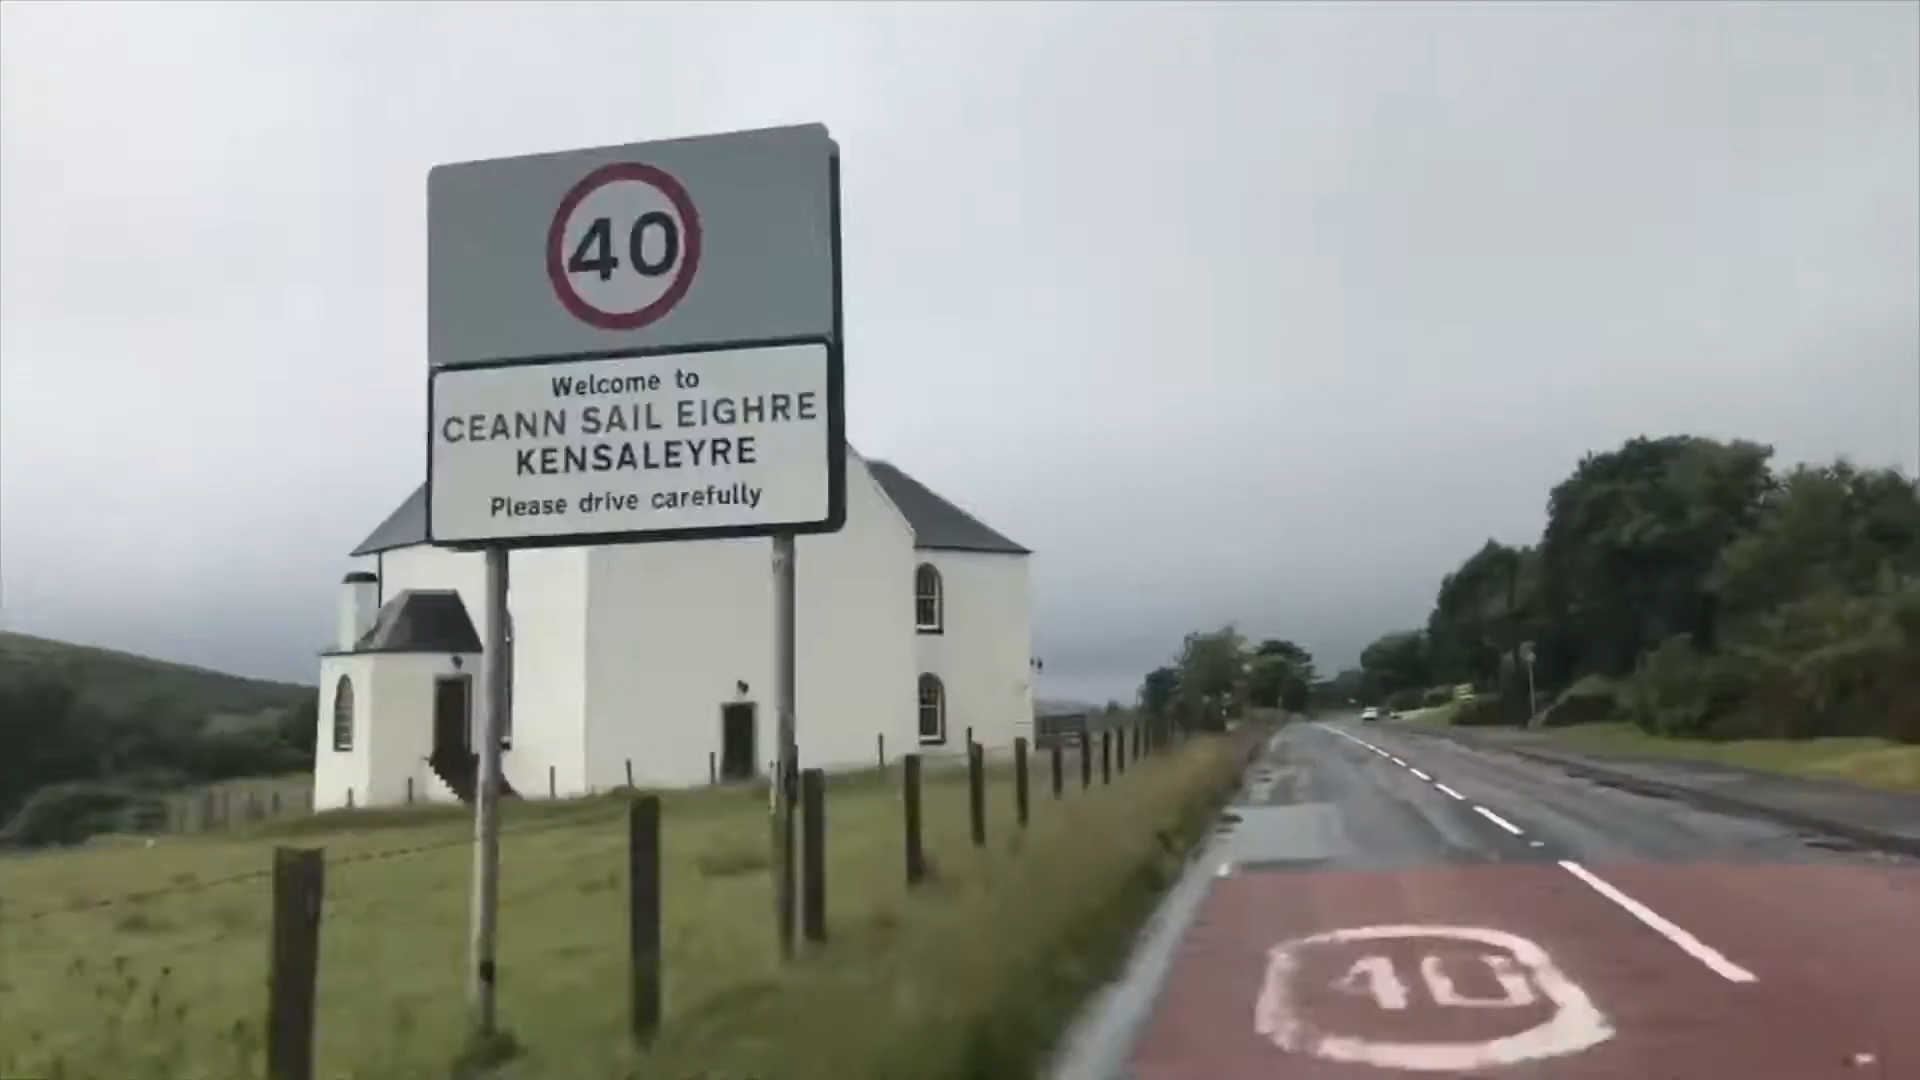 40
Welcome to
CEANN SAIL EIGHRE
KENSALEYRE
Please drive carefully
40